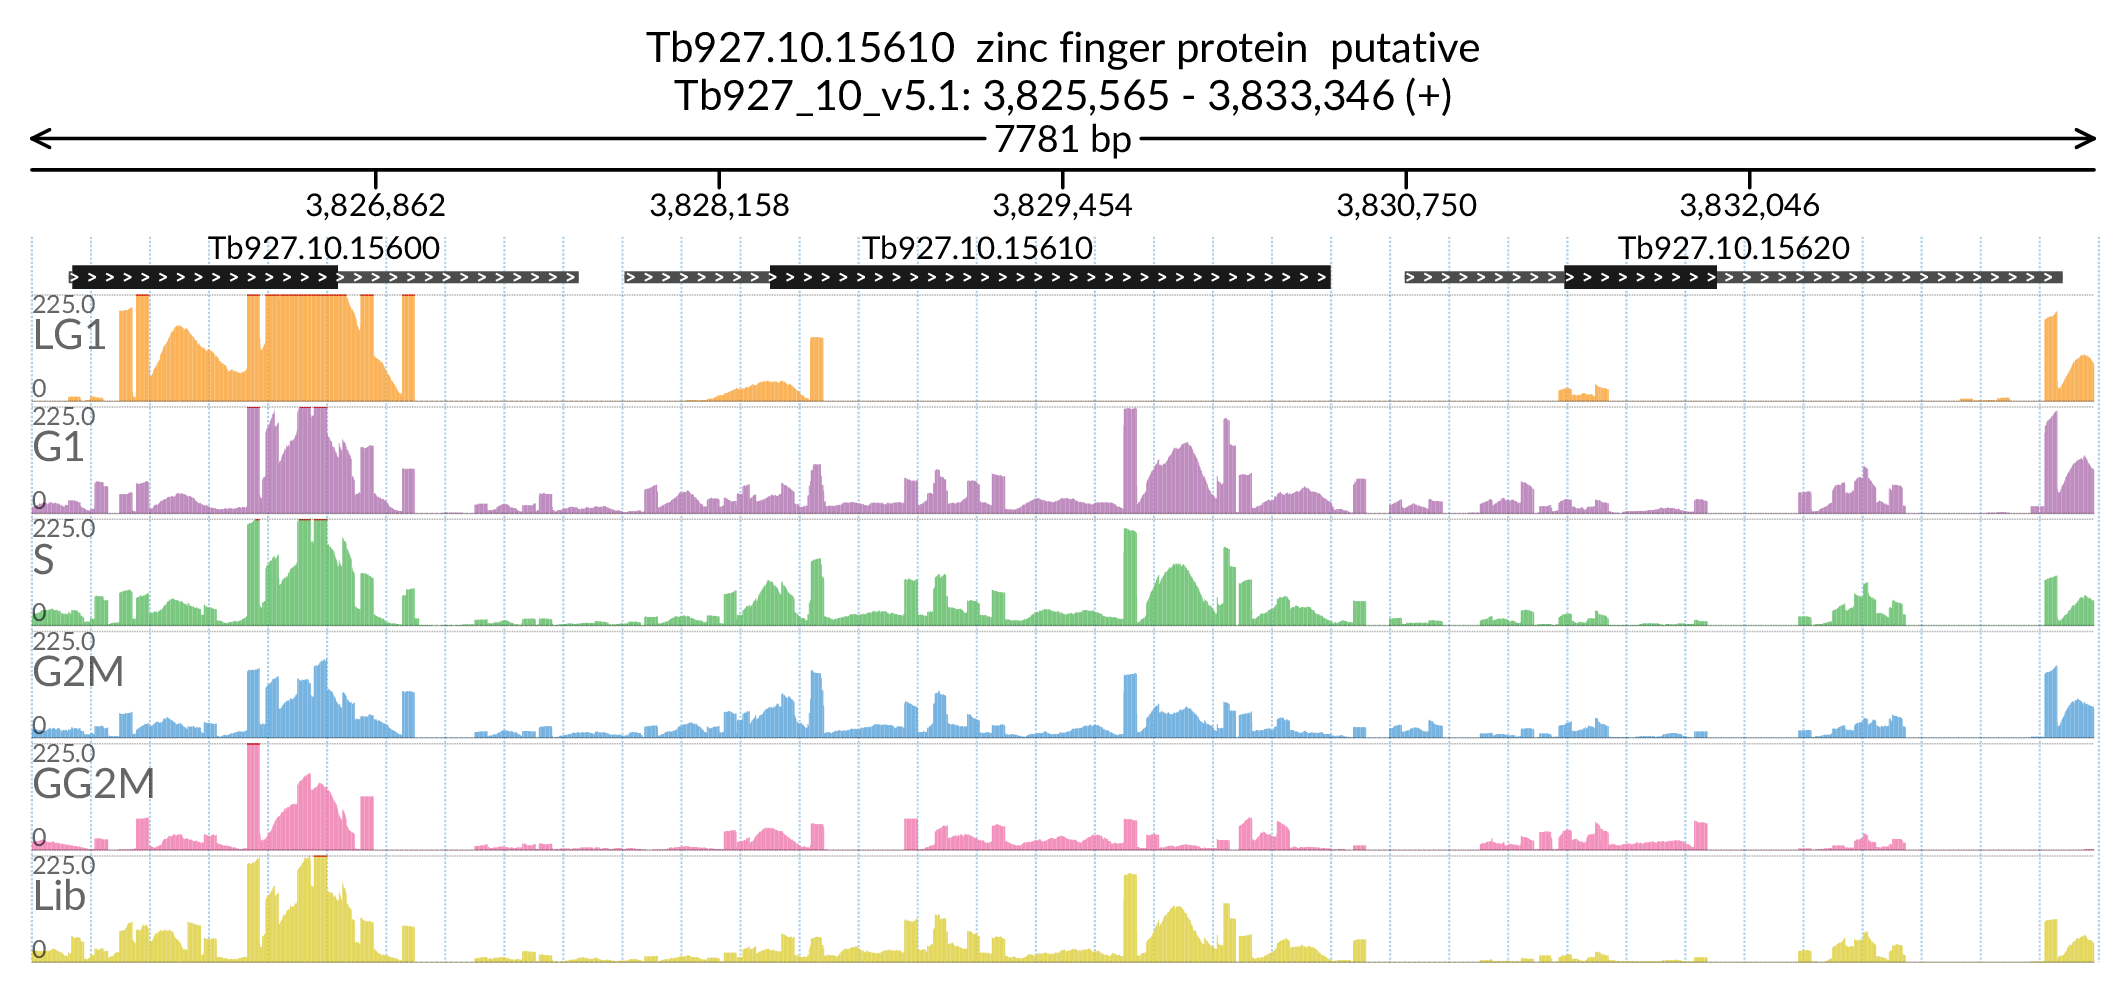 Tb927.10.15610 zinc finger protein putative
Tb927_10_v5.1: 3,825,565 - 3,833,346 (+)
7781 bp
3,826,862 3,828,158 3,829,454 3,830,750 3,832,046
Tb927.10.15600 Tb927.10.15610 Tb927.10.15620
225.0
LG1
0
225.0
G1
0
225.0
S
0
225.0
G2M
0
225.0
GG2M
0
225.0
Lib
0